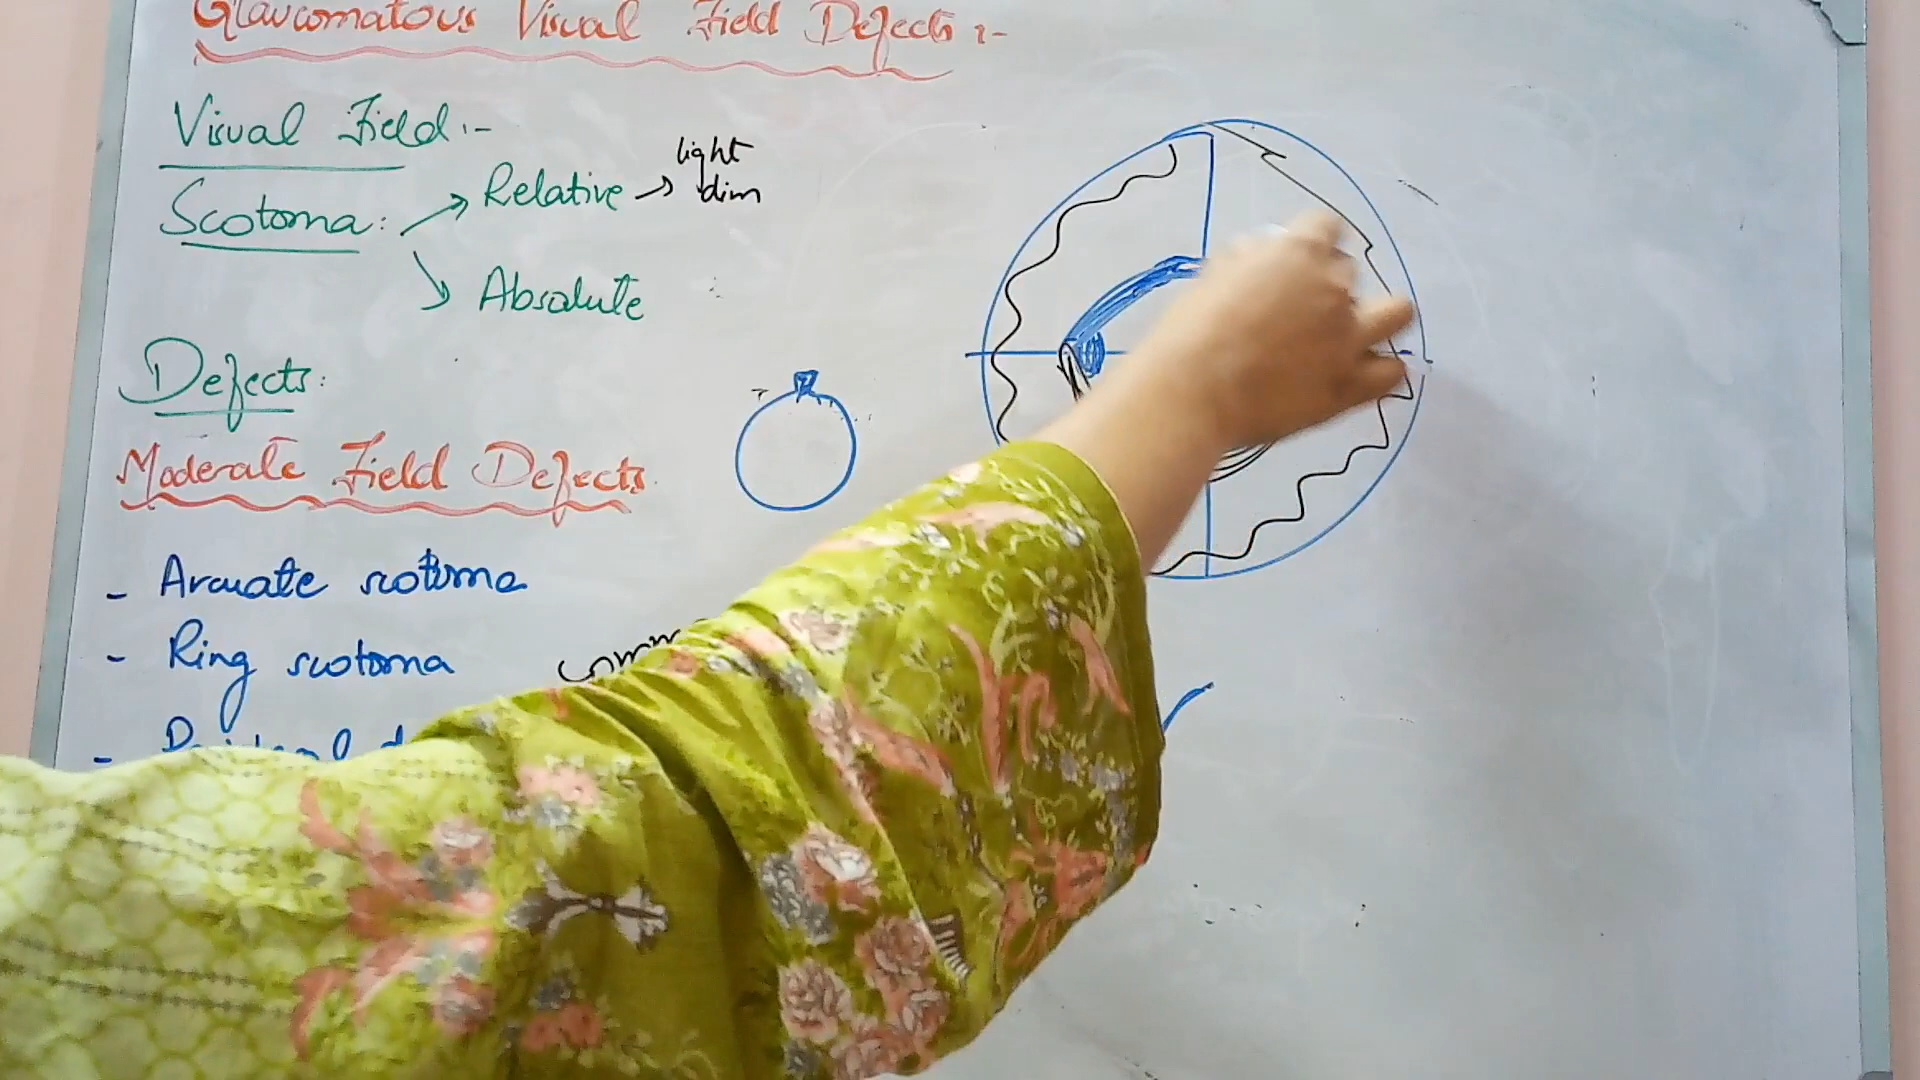 Glaucomatous Visual Field Defects :-
Visual Field :-
Scotoma : → Relative → light dim
→ Absolute
Defects :
Moderate Field Defects
- Arcuate scotoma
- Ring scotoma